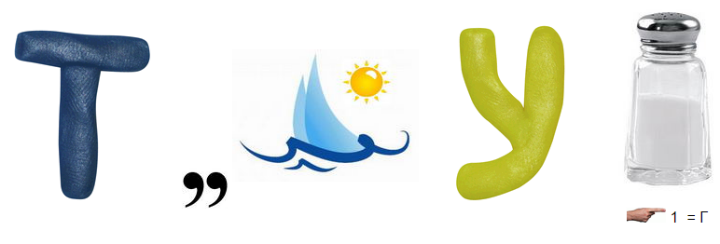 Т ,, У
1 = Г